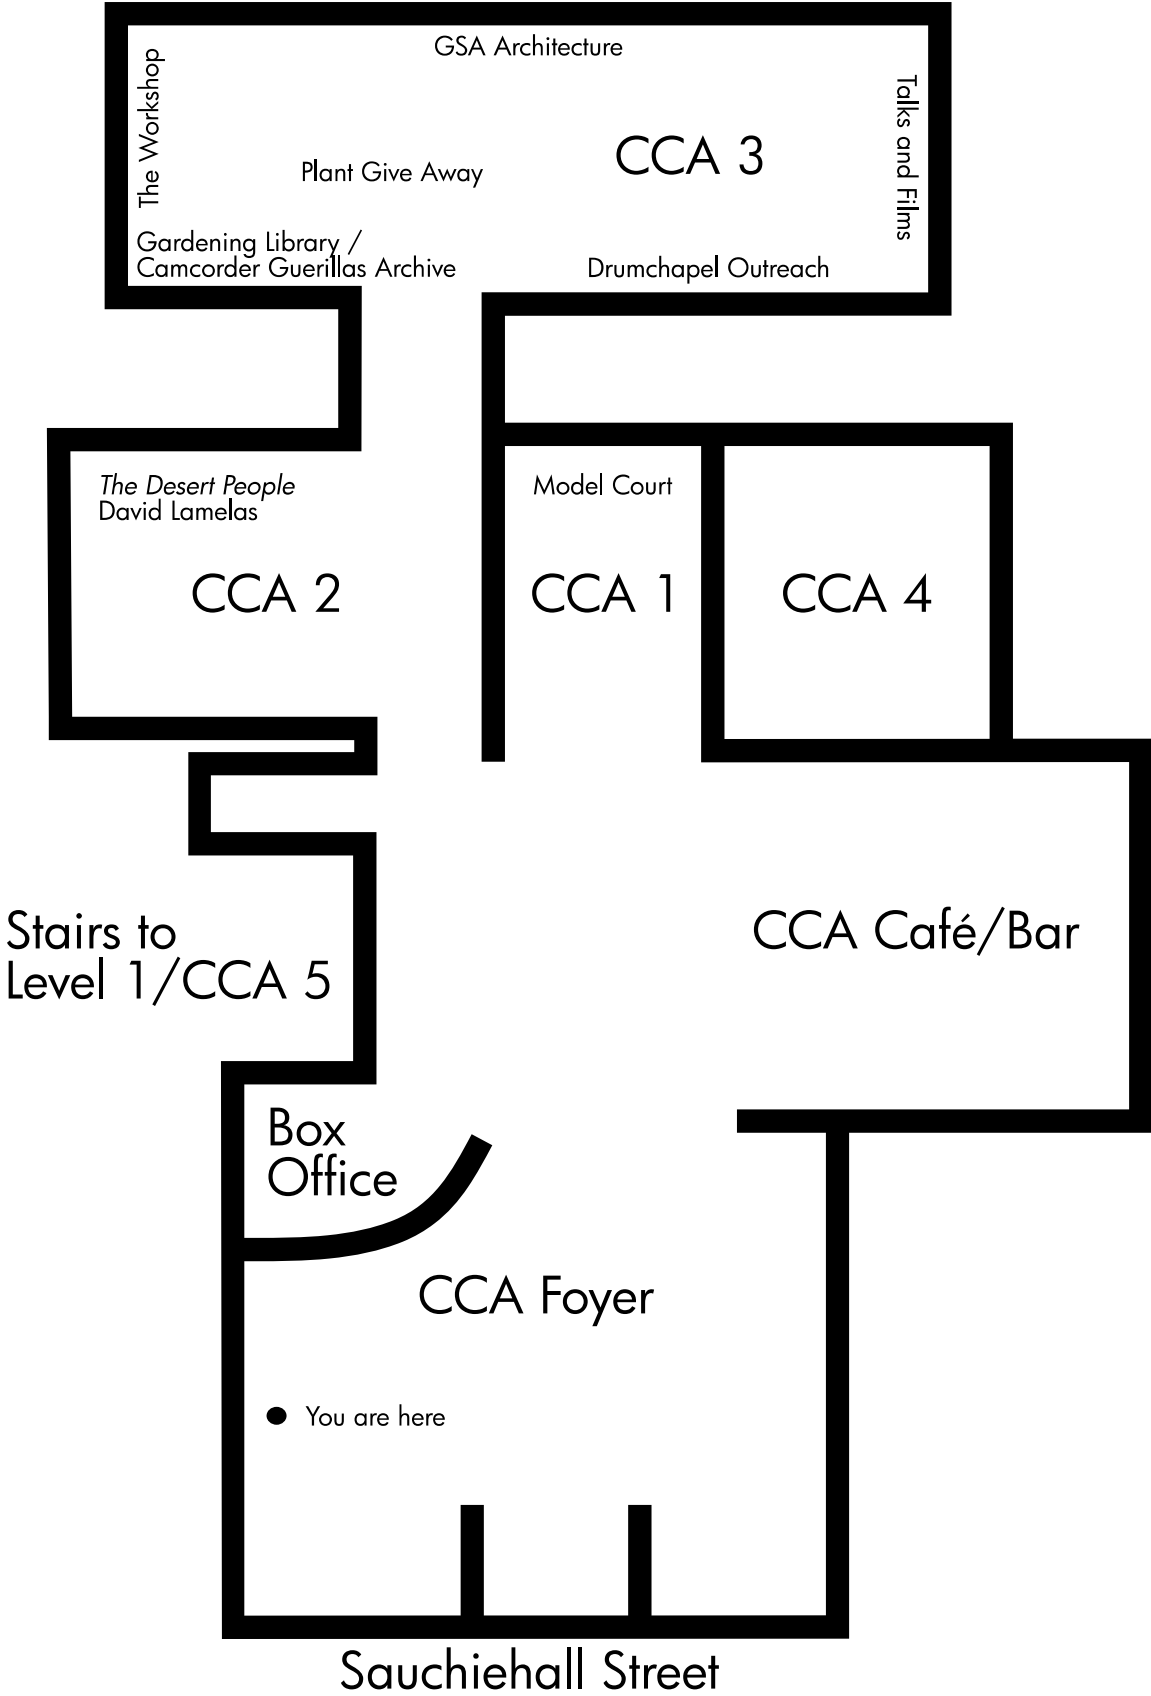 GSA Architecture
The Workshop
Talks and Films
CCA 3
Plant Give Away
Gardening Library /
Camcorder Guerillas Archive
Drumchapel Outreach
The Desert People
David Lamelas
Model Court
CCA 2
CCA 1
CCA 4
Stairs to
Level 1/CCA 5
CCA Café/Bar
Box
Office
CCA Foyer
You are here
Sauchiehall Street